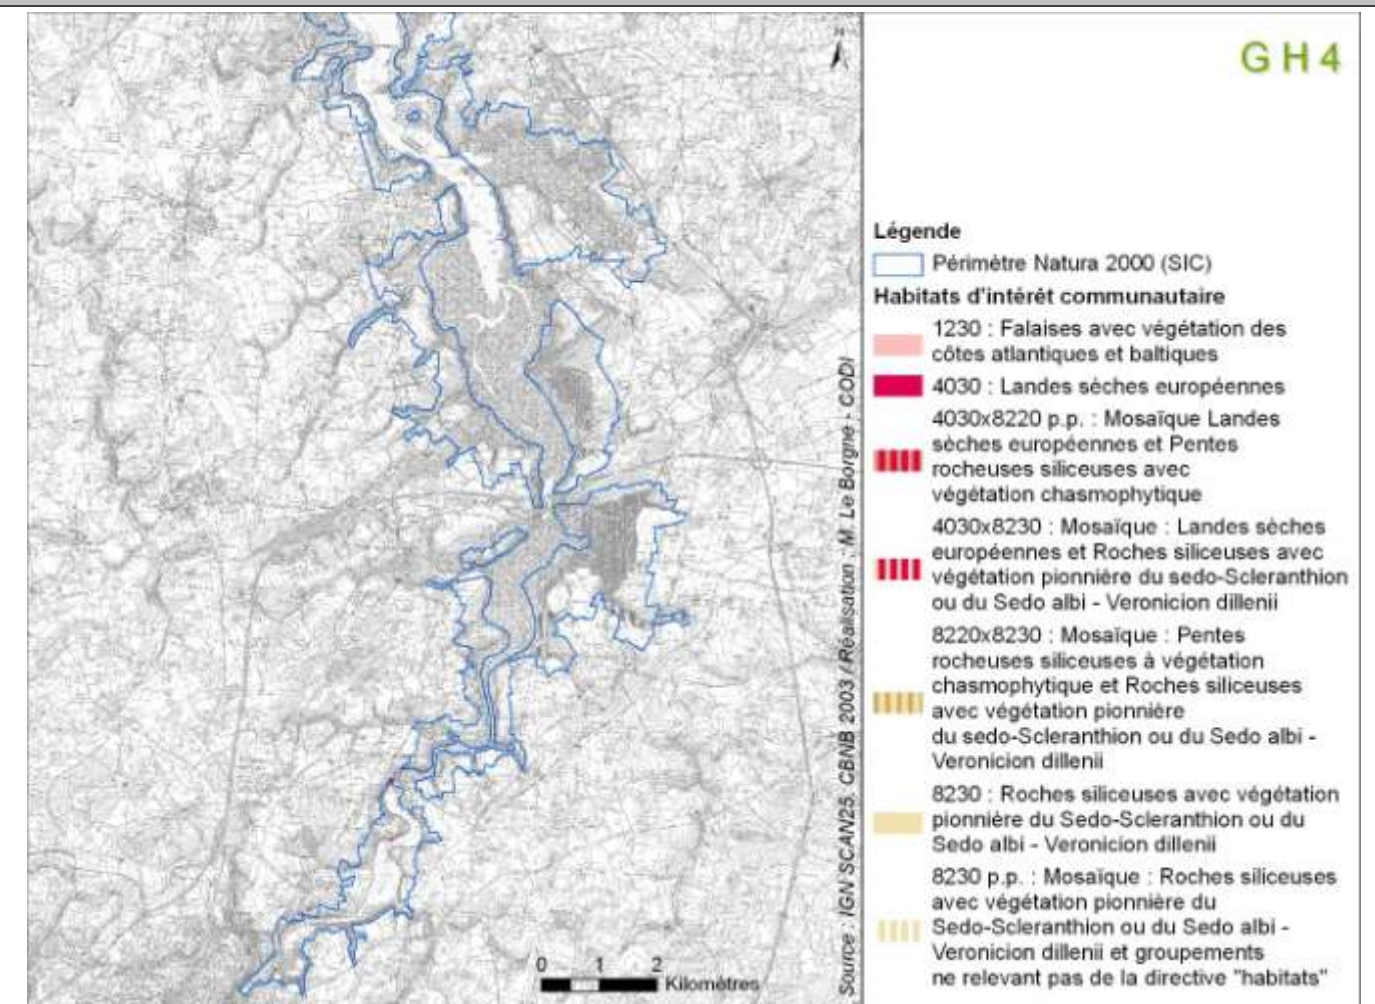 GH4
N
Légende
Périmètre Natura 2000 (SIC)
Habitats d'intérêt communautaire
1230 : Falaises avec végétation des
côtes atlantiques et baltiques
4030 : Landes sèches européennes
4030x8220 p.p. : Mosaïque Landes
sèches européennes et Pentes
rocheuses siliceuses avec
végétation chasmophytique
4030x8230 : Mosaïque : Landes sèches
européennes et Roches siliceuses avec
végétation pionnière du sedo-Scleranthion
ou du Sedo albi - Veronicion dillenii
8220x8230 : Mosaïque : Pentes
rocheuses siliceuses à végétation
chasmophytique et Roches siliceuses
avec végétation pionnière
du sedo-Scleranthion ou du Sedo albi -
Veronicion dillenii
8230 : Roches siliceuses avec végétation
pionnière du Sedo-Scleranthion ou du
Sedo albi - Veronicion dillenii
8230 p.p. : Mosaïque : Roches siliceuses
avec végétation pionnière du
Sedo-Scleranthion ou du Sedo albi -
Veronicion dillenii et groupements
ne relevant pas de la directive "habitats"
Source : IGN SCAN25, CBNB 2003 / Réalisation : M. Le Borgne - CODI
0 1 2
Kilomètres